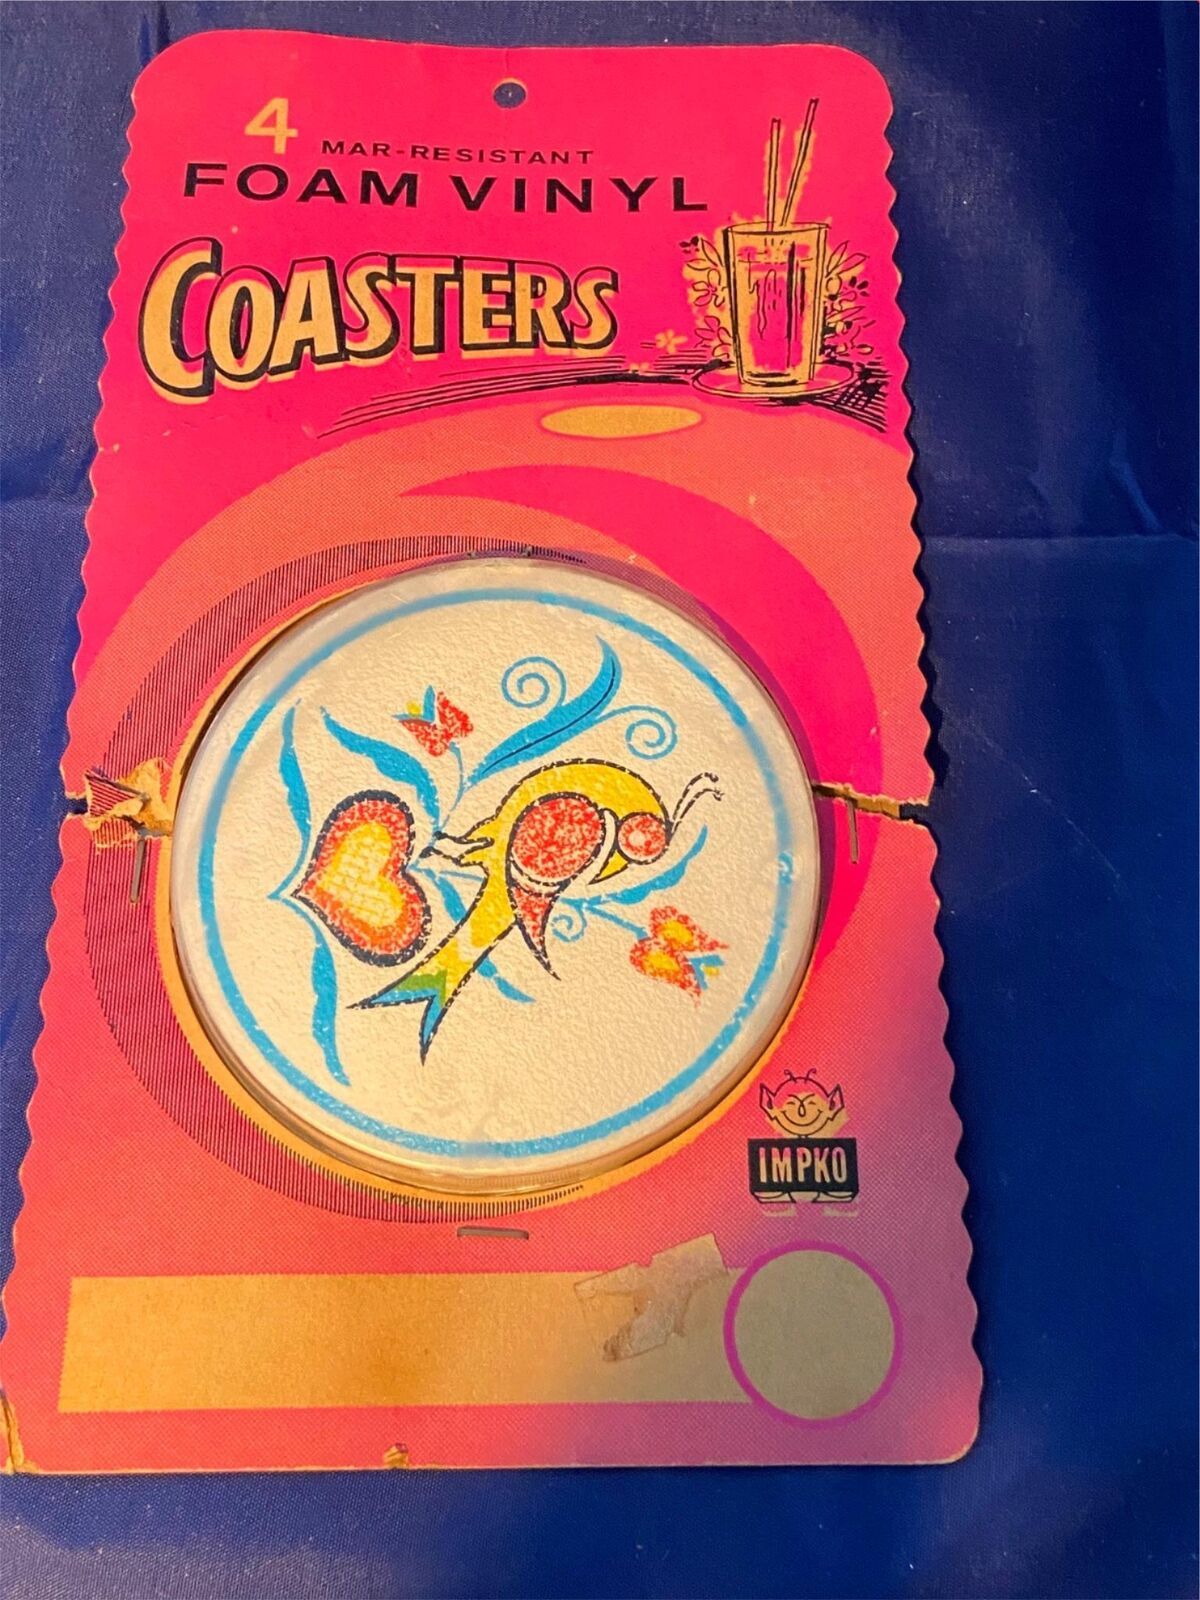 4 MAR-RESISTANT
FOAM VINYL
COASTERS
IMPKO